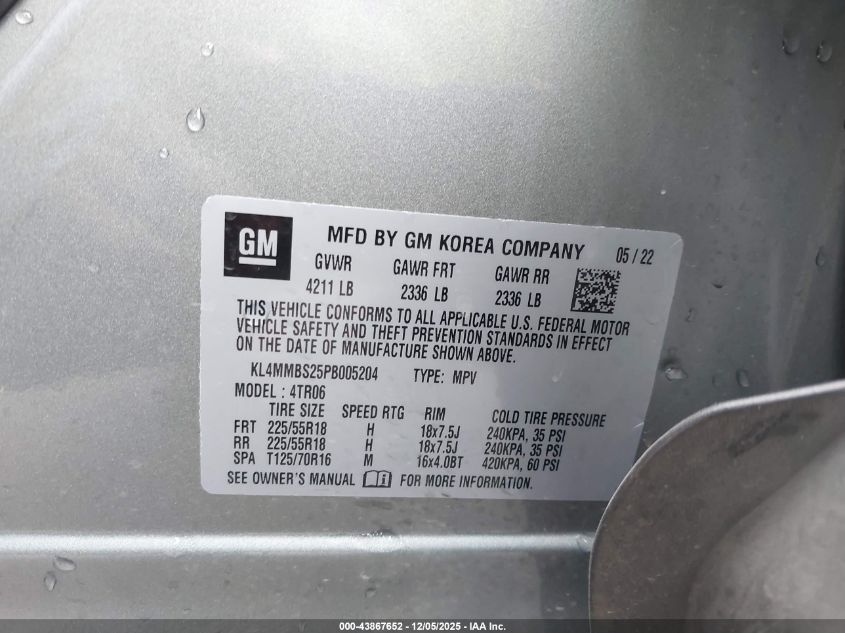 GM
MFD BY GM KOREA COMPANY 05 / 22
GVWR GAWR FRT GAWR RR
4211 LB 2336 LB 2336 LB
THIS VEHICLE CONFORMS TO ALL APPLICABLE U.S. FEDERAL MOTOR
VEHICLE SAFETY AND THEFT PREVENTION STANDARDS IN EFFECT
ON THE DATE OF MANUFACTURE SHOWN ABOVE.
KL4MMBS25PB005204 TYPE: MPV
MODEL : 4TR06
TIRE SIZE SPEED RTG RIM COLD TIRE PRESSURE
FRT 225/55R18 H 18x7.5J 240KPA, 35 PSI
RR 225/55R18 H 18x7.5J 240KPA, 35 PSI
SPA T125/70R16 M 16x4.0BT 420KPA, 60 PSI
SEE OWNER'S MANUAL FOR MORE INFORMATION.
000-43867652 - 12/05/2025 - IAA Inc.